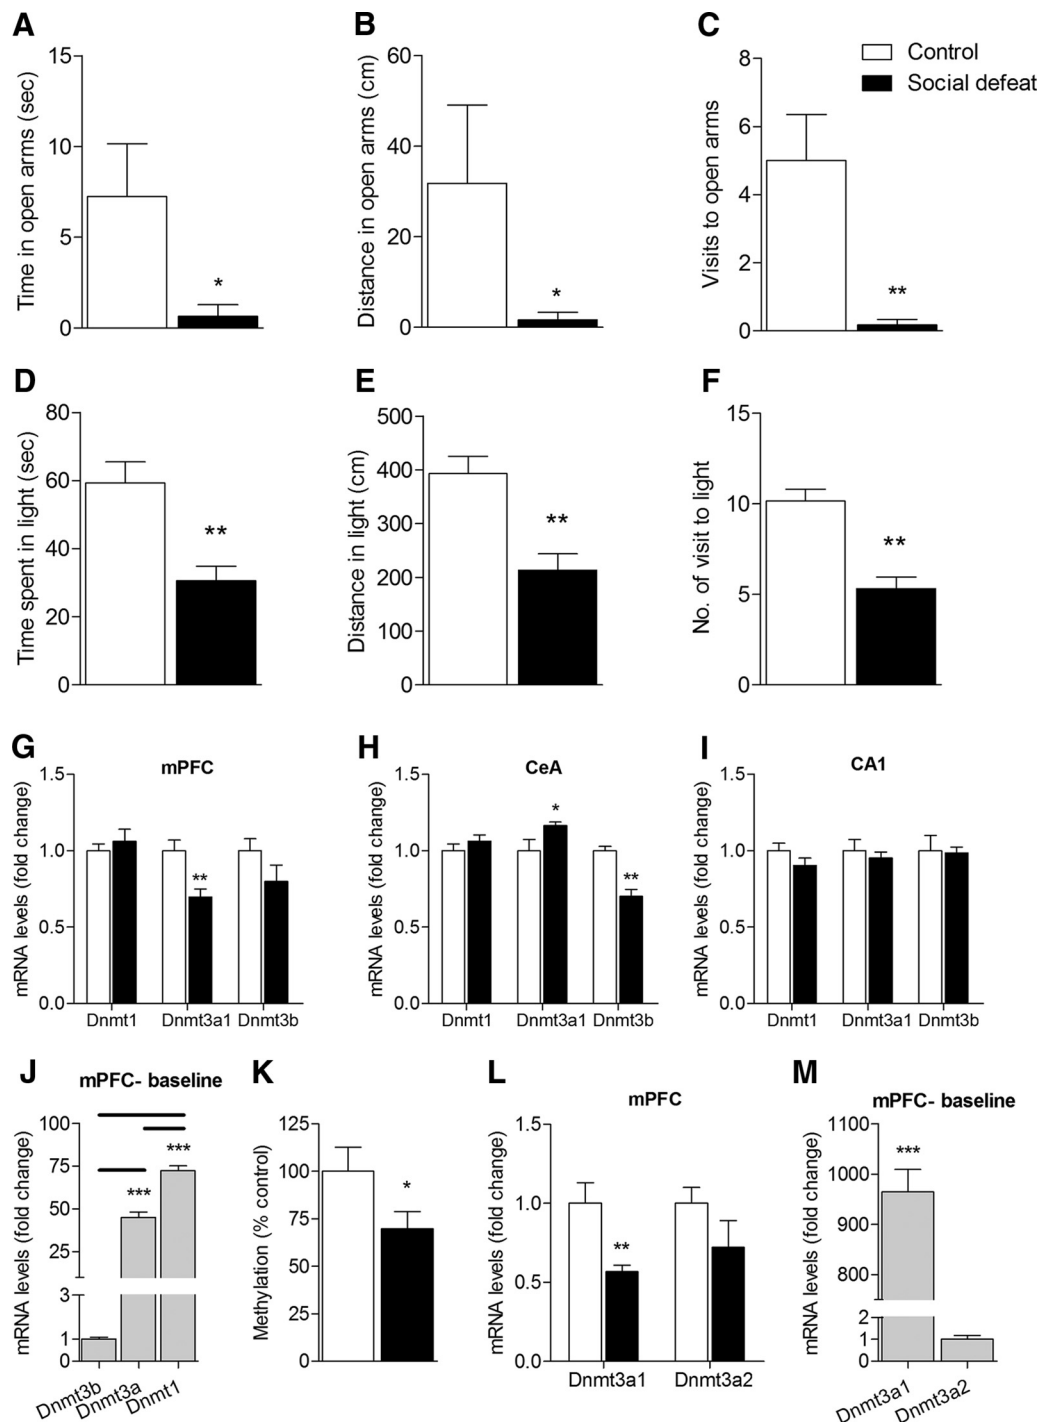 A
Time in open arms (sec)
15
10
5
0
*
B
Distance in open arms (cm)
60
40
20
0
*
C
Visits to open arms
8
6
4
2
0
**
Control
Social defeat
D
Time spent in light (sec)
80
60
40
20
0
**
E
Distance in light (cm)
500
400
300
200
100
0
**
F
No. of visit to light
15
10
5
0
**
G
mPFC
mRNA levels (fold change)
1.5
1.0
0.5
0.0
**
Dnmt1 Dnmt3a1 Dnmt3b
H
CeA
mRNA levels (fold change)
1.5
1.0
0.5
0.0
*
**
Dnmt1 Dnmt3a1 Dnmt3b
I
CA1
mRNA levels (fold change)
1.5
1.0
0.5
0.0
Dnmt1 Dnmt3a1 Dnmt3b
J
mPFC- baseline
mRNA levels (fold change)
100
75
50
25
3
1
0
***
***
Dnmt3b Dnmt3a Dnmt1
K
Methylation (% control)
125
100
75
50
25
0
*
L
mPFC
mRNA levels (fold change)
1.5
1.0
0.5
0.0
**
Dnmt3a1 Dnmt3a2
M
mPFC- baseline
mRNA levels (fold change)
1100
1000
900
800
2
1
0
***
Dnmt3a1 Dnmt3a2